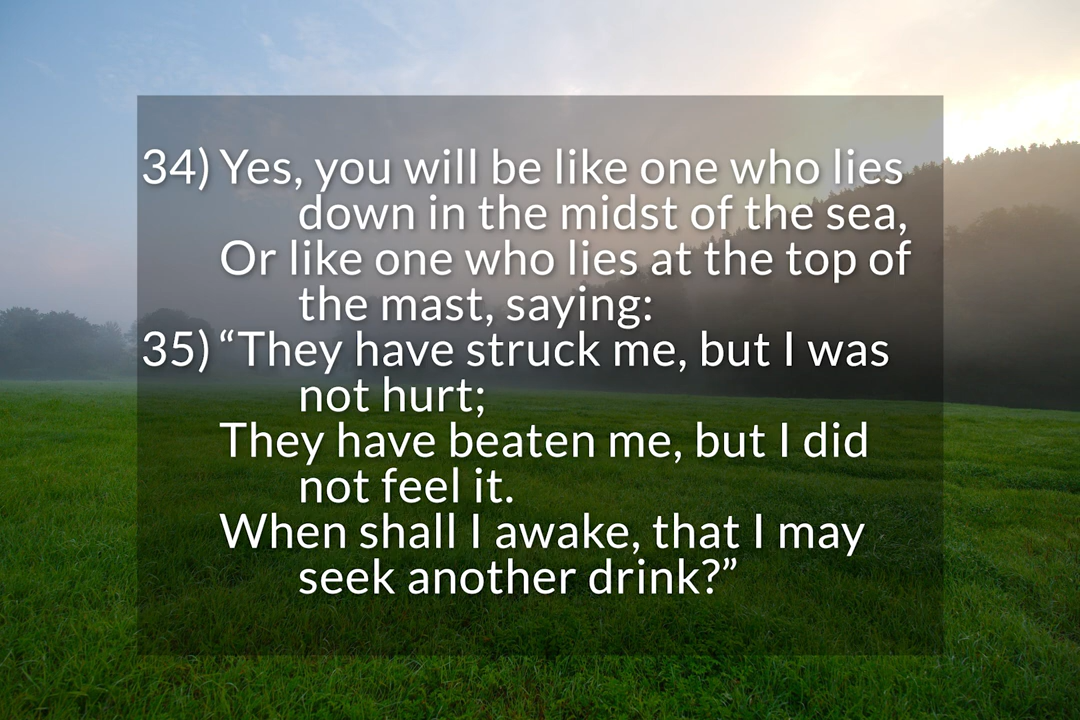 34) Yes, you will be like one who lies
down in the midst of the sea,
Or like one who lies at the top of
the mast, saying:
35) “They have struck me, but I was
not hurt;
They have beaten me, but I did
not feel it.
When shall I awake, that I may
seek another drink?”